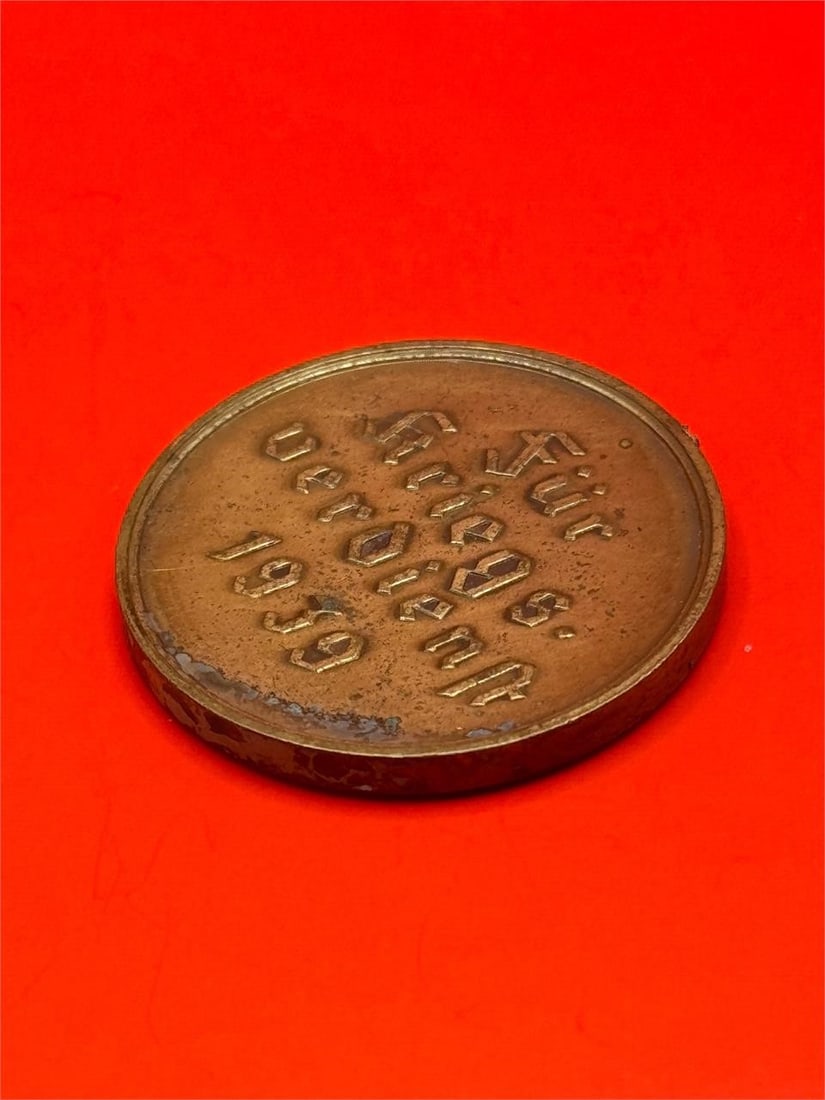 Für
Kriegs.
verdienst
1939